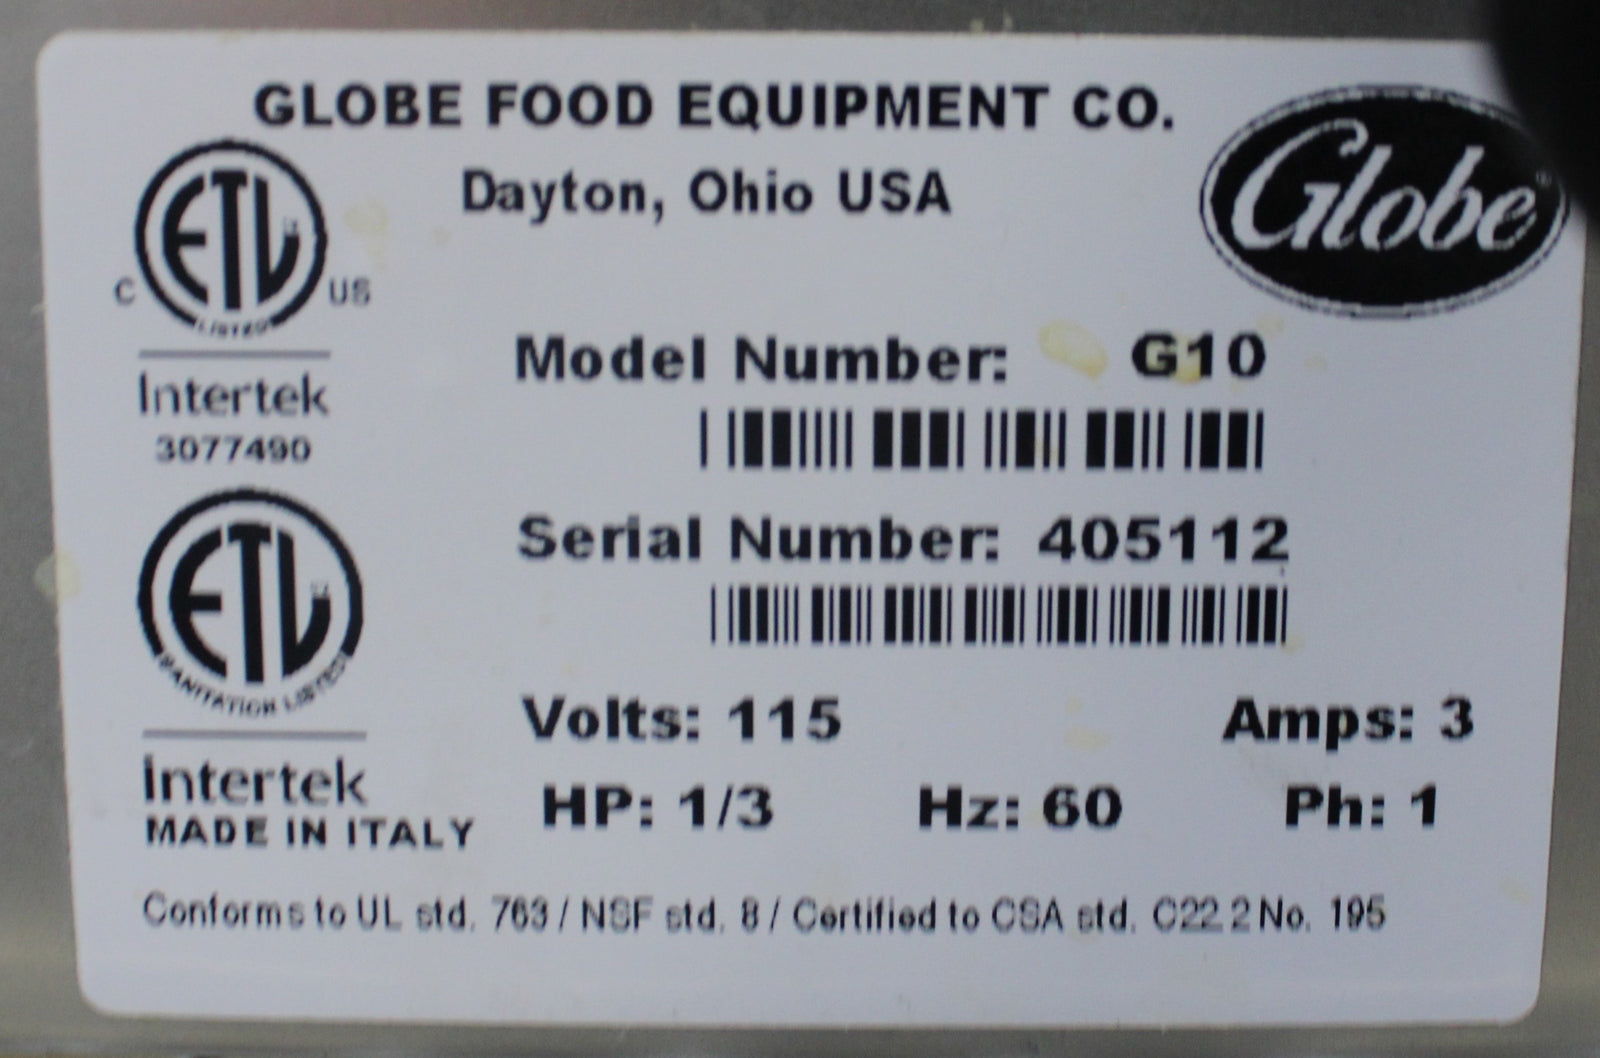 GLOBE FOOD EQUIPMENT CO.
Dayton, Ohio USA
Globe®
ETL
C US
LISTED
Intertek
3077490
Model Number: G10
Serial Number: 405112
ETL
SANITATION LISTED
Intertek
MADE IN ITALY
Volts: 115 Amps: 3
HP: 1/3 Hz: 60 Ph: 1
Conforms to UL std. 763 / NSF std. 8 / Certified to CSA std. C22 2 No. 195